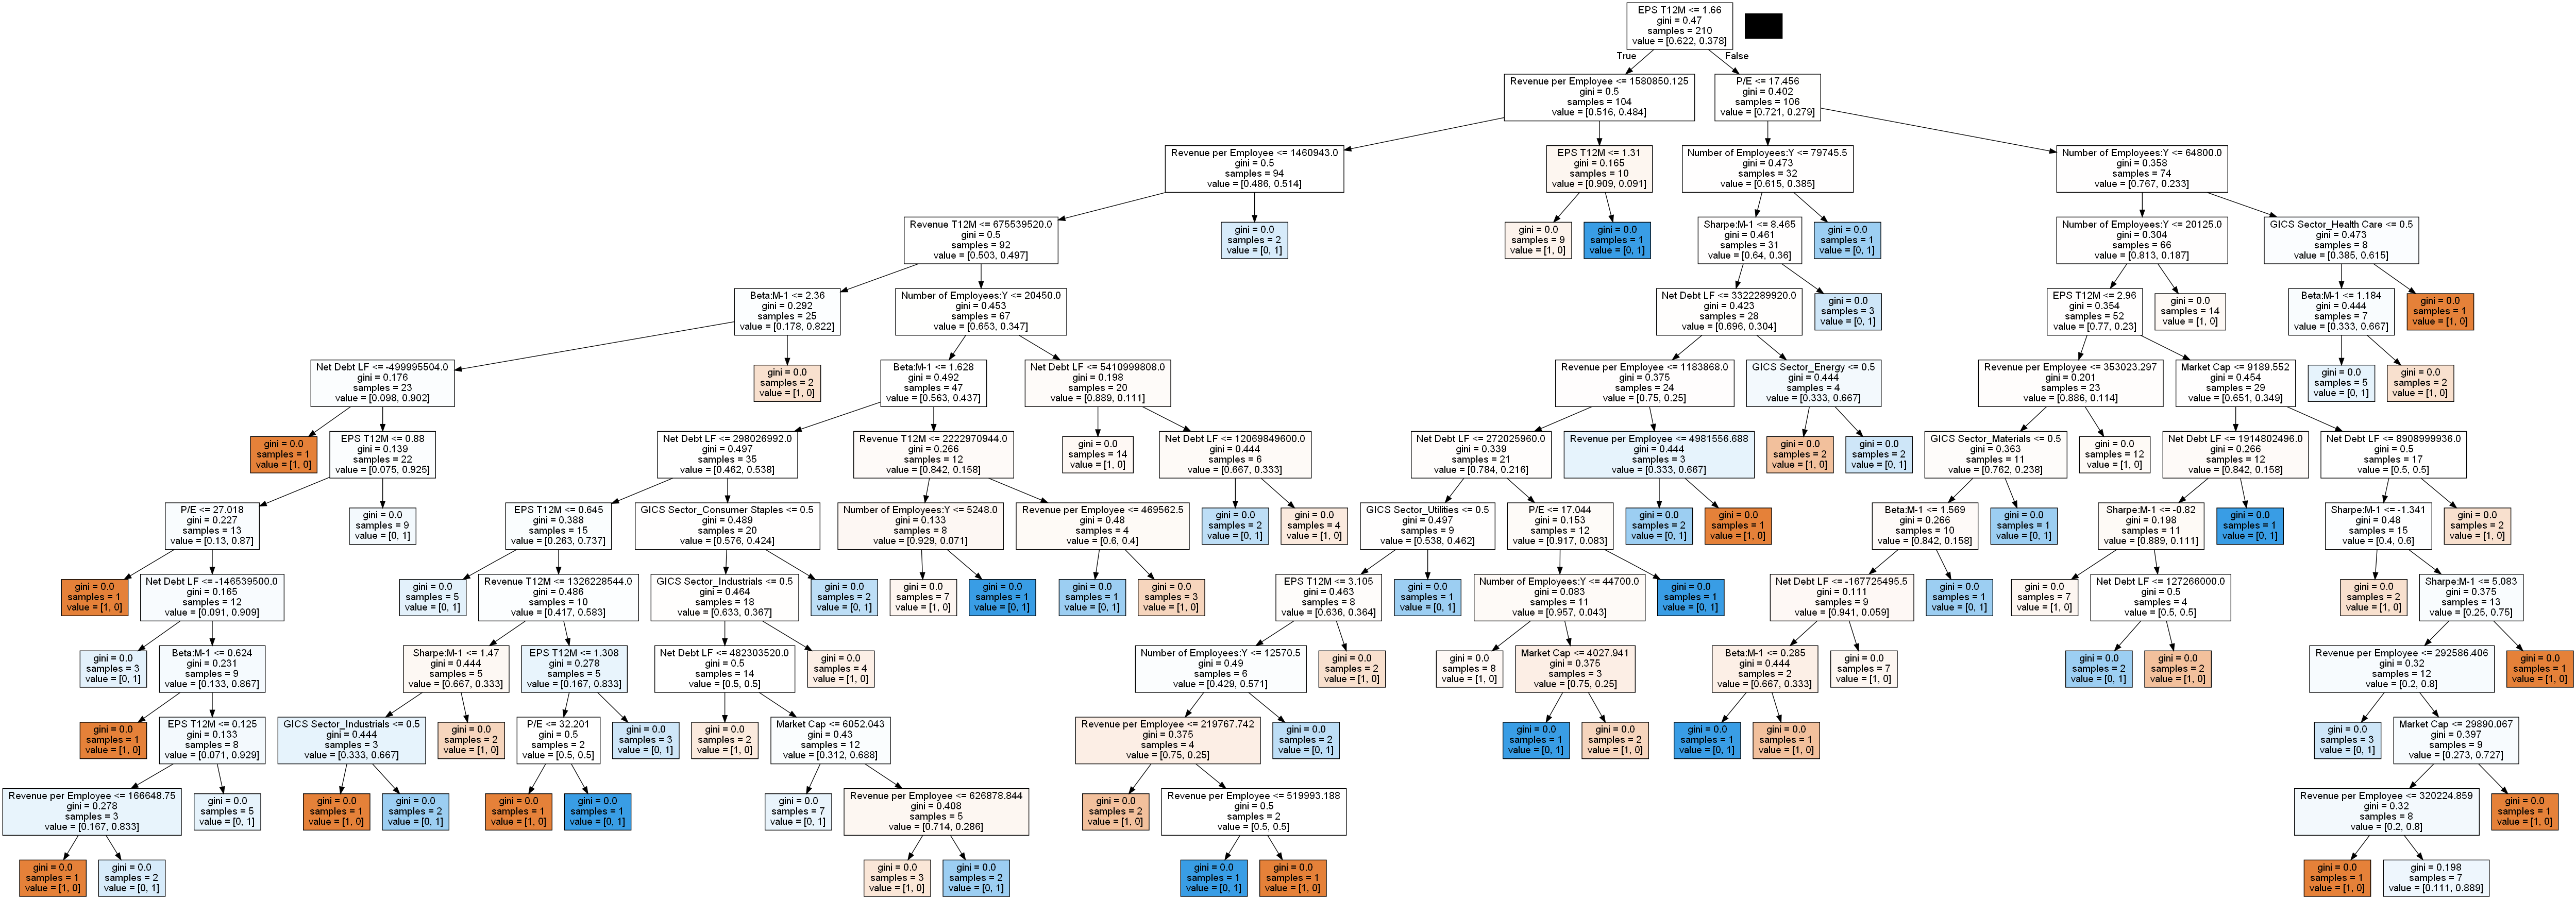 EPS T12M <= 1.66
gini = 0.47
samples = 210
value = [0.622, 0.378]
True
False
Revenue per Employee <= 1580850.125
gini = 0.5
samples = 104
value = [0.516, 0.484]
P/E <= 17.456
gini = 0.402
samples = 106
value = [0.721, 0.279]
Revenue per Employee <= 1460943.0
gini = 0.5
samples = 94
value = [0.486, 0.514]
EPS T12M <= 1.31
gini = 0.165
samples = 10
value = [0.909, 0.091]
Number of Employees:Y <= 79745.5
gini = 0.473
samples = 32
value = [0.615, 0.385]
Number of Employees:Y <= 64800.0
gini = 0.358
samples = 74
value = [0.767, 0.233]
Revenue T12M <= 675539520.0
gini = 0.5
samples = 92
value = [0.503, 0.497]
gini = 0.0
samples = 2
value = [0, 1]
gini = 0.0
samples = 9
value = [1, 0]
gini = 0.0
samples = 1
value = [0, 1]
Sharpe:M-1 <= 8.465
gini = 0.461
samples = 31
value = [0.64, 0.36]
gini = 0.0
samples = 1
value = [0, 1]
Number of Employees:Y <= 20125.0
gini = 0.304
samples = 66
value = [0.813, 0.187]
GICS Sector_Health Care <= 0.5
gini = 0.473
samples = 8
value = [0.385, 0.615]
Beta:M-1 <= 2.36
gini = 0.292
samples = 25
value = [0.178, 0.822]
Number of Employees:Y <= 20450.0
gini = 0.453
samples = 67
value = [0.653, 0.347]
Net Debt LF <= 3322289920.0
gini = 0.423
samples = 28
value = [0.696, 0.304]
gini = 0.0
samples = 3
value = [0, 1]
EPS T12M <= 2.96
gini = 0.354
samples = 52
value = [0.77, 0.23]
gini = 0.0
samples = 14
value = [1, 0]
Beta:M-1 <= 1.184
gini = 0.444
samples = 7
value = [0.333, 0.667]
gini = 0.0
samples = 1
value = [1, 0]
Net Debt LF <= -499995504.0
gini = 0.176
samples = 23
value = [0.098, 0.902]
gini = 0.0
samples = 2
value = [1, 0]
Beta:M-1 <= 1.628
gini = 0.492
samples = 47
value = [0.563, 0.437]
Net Debt LF <= 5410999808.0
gini = 0.198
samples = 20
value = [0.889, 0.111]
Revenue per Employee <= 1183868.0
gini = 0.375
samples = 24
value = [0.75, 0.25]
GICS Sector_Energy <= 0.5
gini = 0.444
samples = 4
value = [0.333, 0.667]
Revenue per Employee <= 353023.297
gini = 0.201
samples = 23
value = [0.886, 0.114]
Market Cap <= 9189.552
gini = 0.454
samples = 29
value = [0.651, 0.349]
gini = 0.0
samples = 5
value = [0, 1]
gini = 0.0
samples = 2
value = [1, 0]
gini = 0.0
samples = 1
value = [1, 0]
EPS T12M <= 0.88
gini = 0.139
samples = 22
value = [0.075, 0.925]
Net Debt LF <= 298026992.0
gini = 0.497
samples = 35
value = [0.462, 0.538]
Revenue T12M <= 2222970944.0
gini = 0.266
samples = 12
value = [0.842, 0.158]
gini = 0.0
samples = 14
value = [1, 0]
Net Debt LF <= 12069849600.0
gini = 0.444
samples = 6
value = [0.667, 0.333]
Net Debt LF <= 272025960.0
gini = 0.339
samples = 21
value = [0.784, 0.216]
Revenue per Employee <= 4981556.688
gini = 0.444
samples = 3
value = [0.333, 0.667]
gini = 0.0
samples = 2
value = [1, 0]
gini = 0.0
samples = 2
value = [0, 1]
GICS Sector_Materials <= 0.5
gini = 0.363
samples = 11
value = [0.762, 0.238]
gini = 0.0
samples = 12
value = [1, 0]
Net Debt LF <= 1914802496.0
gini = 0.266
samples = 12
value = [0.842, 0.158]
Net Debt LF <= 8908999936.0
gini = 0.5
samples = 17
value = [0.5, 0.5]
P/E <= 27.018
gini = 0.227
samples = 13
value = [0.13, 0.87]
gini = 0.0
samples = 9
value = [0, 1]
EPS T12M <= 0.645
gini = 0.388
samples = 15
value = [0.263, 0.737]
GICS Sector_Consumer Staples <= 0.5
gini = 0.489
samples = 20
value = [0.576, 0.424]
Number of Employees:Y <= 5248.0
gini = 0.133
samples = 8
value = [0.929, 0.071]
Revenue per Employee <= 469562.5
gini = 0.48
samples = 4
value = [0.6, 0.4]
gini = 0.0
samples = 2
value = [0, 1]
gini = 0.0
samples = 4
value = [1, 0]
GICS Sector_Utilities <= 0.5
gini = 0.497
samples = 9
value = [0.538, 0.462]
P/E <= 17.044
gini = 0.153
samples = 12
value = [0.917, 0.083]
gini = 0.0
samples = 2
value = [0, 1]
gini = 0.0
samples = 1
value = [1, 0]
Beta:M-1 <= 1.569
gini = 0.266
samples = 10
value = [0.842, 0.158]
gini = 0.0
samples = 1
value = [0, 1]
Sharpe:M-1 <= -0.82
gini = 0.198
samples = 11
value = [0.889, 0.111]
gini = 0.0
samples = 1
value = [0, 1]
Sharpe:M-1 <= -1.341
gini = 0.48
samples = 15
value = [0.4, 0.6]
gini = 0.0
samples = 2
value = [1, 0]
gini = 0.0
samples = 1
value = [1, 0]
Net Debt LF <= -146539500.0
gini = 0.165
samples = 12
value = [0.091, 0.909]
gini = 0.0
samples = 5
value = [0, 1]
Revenue T12M <= 1326228544.0
gini = 0.486
samples = 10
value = [0.417, 0.583]
GICS Sector_Industrials <= 0.5
gini = 0.464
samples = 18
value = [0.633, 0.367]
gini = 0.0
samples = 2
value = [0, 1]
gini = 0.0
samples = 7
value = [1, 0]
gini = 0.0
samples = 1
value = [0, 1]
gini = 0.0
samples = 1
value = [0, 1]
gini = 0.0
samples = 3
value = [1, 0]
EPS T12M <= 3.105
gini = 0.463
samples = 8
value = [0.636, 0.364]
gini = 0.0
samples = 1
value = [0, 1]
Number of Employees:Y <= 44700.0
gini = 0.083
samples = 11
value = [0.957, 0.043]
gini = 0.0
samples = 1
value = [0, 1]
Net Debt LF <= -167725495.5
gini = 0.111
samples = 9
value = [0.941, 0.059]
gini = 0.0
samples = 1
value = [0, 1]
gini = 0.0
samples = 7
value = [1, 0]
Net Debt LF <= 127266000.0
gini = 0.5
samples = 4
value = [0.5, 0.5]
gini = 0.0
samples = 2
value = [1, 0]
Sharpe:M-1 <= 5.083
gini = 0.375
samples = 13
value = [0.25, 0.75]
gini = 0.0
samples = 3
value = [0, 1]
Beta:M-1 <= 0.624
gini = 0.231
samples = 9
value = [0.133, 0.867]
Sharpe:M-1 <= 1.47
gini = 0.444
samples = 5
value = [0.667, 0.333]
EPS T12M <= 1.308
gini = 0.278
samples = 5
value = [0.167, 0.833]
Net Debt LF <= 482303520.0
gini = 0.5
samples = 14
value = [0.5, 0.5]
gini = 0.0
samples = 4
value = [1, 0]
Number of Employees:Y <= 12570.5
gini = 0.49
samples = 6
value = [0.429, 0.571]
gini = 0.0
samples = 2
value = [1, 0]
gini = 0.0
samples = 8
value = [1, 0]
Market Cap <= 4027.941
gini = 0.375
samples = 3
value = [0.75, 0.25]
Beta:M-1 <= 0.285
gini = 0.444
samples = 2
value = [0.667, 0.333]
gini = 0.0
samples = 7
value = [1, 0]
gini = 0.0
samples = 2
value = [0, 1]
gini = 0.0
samples = 2
value = [1, 0]
Revenue per Employee <= 292586.406
gini = 0.32
samples = 12
value = [0.2, 0.8]
gini = 0.0
samples = 1
value = [1, 0]
gini = 0.0
samples = 1
value = [1, 0]
EPS T12M <= 0.125
gini = 0.133
samples = 8
value = [0.071, 0.929]
GICS Sector_Industrials <= 0.5
gini = 0.444
samples = 3
value = [0.333, 0.667]
gini = 0.0
samples = 2
value = [1, 0]
P/E <= 32.201
gini = 0.5
samples = 2
value = [0.5, 0.5]
gini = 0.0
samples = 3
value = [0, 1]
gini = 0.0
samples = 2
value = [1, 0]
Market Cap <= 6052.043
gini = 0.43
samples = 12
value = [0.312, 0.688]
Revenue per Employee <= 219767.742
gini = 0.375
samples = 4
value = [0.75, 0.25]
gini = 0.0
samples = 2
value = [0, 1]
gini = 0.0
samples = 1
value = [0, 1]
gini = 0.0
samples = 2
value = [1, 0]
gini = 0.0
samples = 1
value = [0, 1]
gini = 0.0
samples = 1
value = [1, 0]
gini = 0.0
samples = 3
value = [0, 1]
Market Cap <= 29890.067
gini = 0.397
samples = 9
value = [0.273, 0.727]
Revenue per Employee <= 166648.75
gini = 0.278
samples = 3
value = [0.167, 0.833]
gini = 0.0
samples = 5
value = [0, 1]
gini = 0.0
samples = 1
value = [1, 0]
gini = 0.0
samples = 2
value = [0, 1]
gini = 0.0
samples = 1
value = [1, 0]
gini = 0.0
samples = 1
value = [0, 1]
gini = 0.0
samples = 7
value = [0, 1]
Revenue per Employee <= 626878.844
gini = 0.408
samples = 5
value = [0.714, 0.286]
gini = 0.0
samples = 2
value = [1, 0]
Revenue per Employee <= 519993.188
gini = 0.5
samples = 2
value = [0.5, 0.5]
Revenue per Employee <= 320224.859
gini = 0.32
samples = 8
value = [0.2, 0.8]
gini = 0.0
samples = 1
value = [1, 0]
gini = 0.0
samples = 1
value = [1, 0]
gini = 0.0
samples = 2
value = [0, 1]
gini = 0.0
samples = 3
value = [1, 0]
gini = 0.0
samples = 2
value = [0, 1]
gini = 0.0
samples = 1
value = [0, 1]
gini = 0.0
samples = 1
value = [1, 0]
gini = 0.0
samples = 1
value = [1, 0]
gini = 0.198
samples = 7
value = [0.111, 0.889]